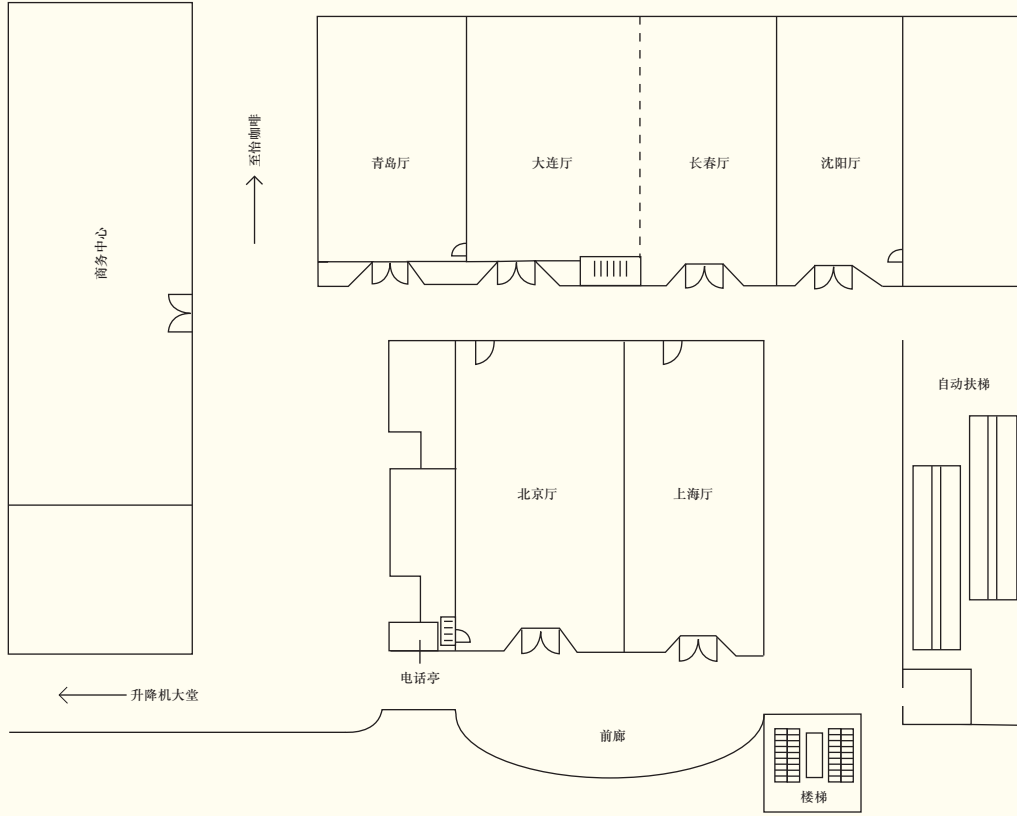 至怡咖啡
青岛厅
大连厅
长春厅
沈阳厅
商务中心
自动扶梯
北京厅
上海厅
电话亭
升降机大堂
前廊
楼梯